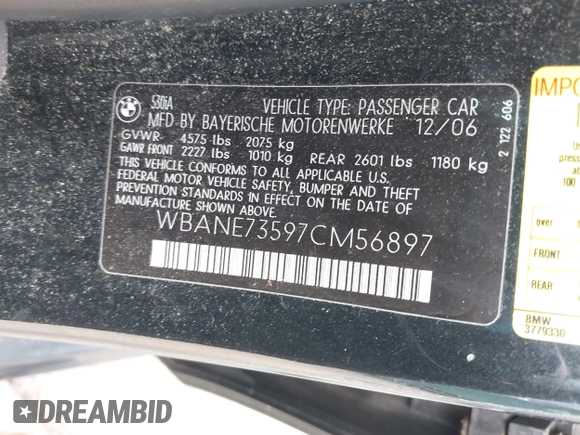 BMW
530iA
VEHICLE TYPE: PASSENGER CAR
MFD BY BAYERISCHE MOTORENWERKE 12/06
GVWR- 4575 lbs 2075 kg
GAWR FRONT 2227 lbs 1010 kg REAR 2601 lbs 1180 kg
THIS VEHICLE CONFORMS TO ALL APPLICABLE
FEDERAL MOTOR VEHICLE SAFETY, BUMPER AND THEFT
PREVENTION STANDARDS IN EFFECT ON THE DATE OF
MANUFACTURE SHOWN ABOVE.
WBANE73597CM56897
2 122 606
over
FRONT
REAR
BMW
3779330
DREAMBID